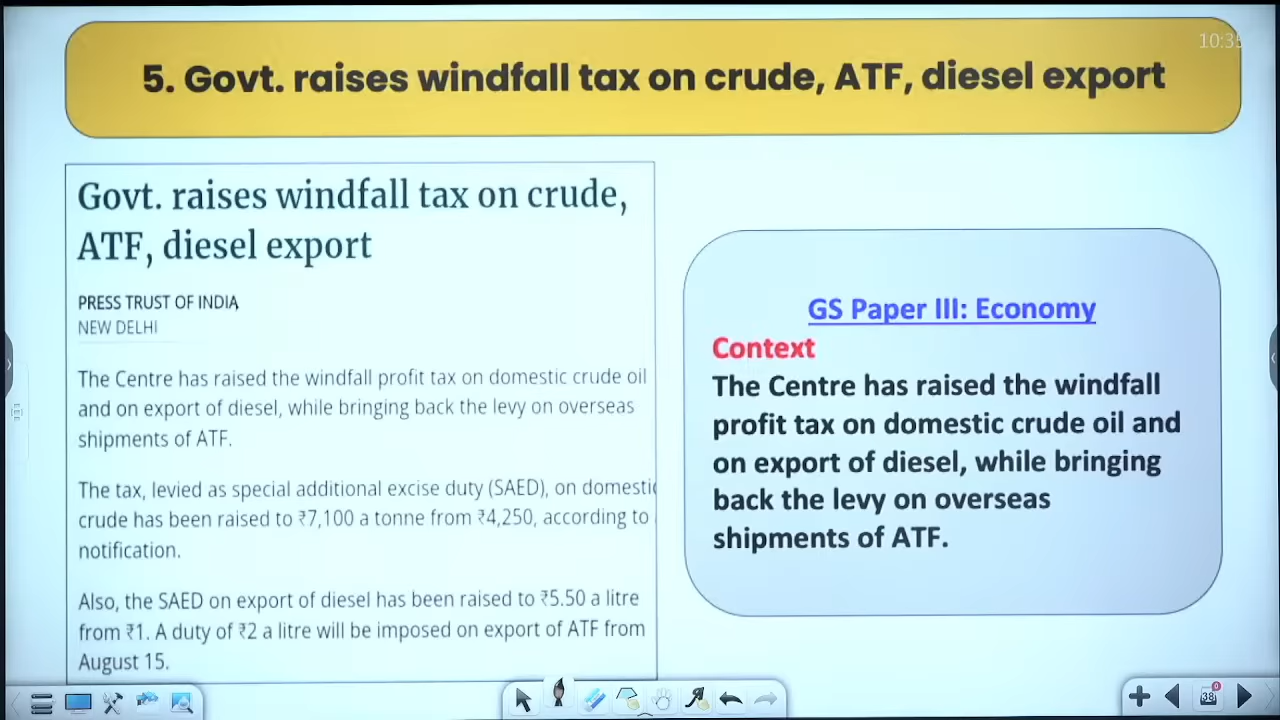 10:35
5. Govt. raises windfall tax on crude, ATF, diesel export
Govt. raises windfall tax on crude,
ATF, diesel export
PRESS TRUST OF INDIA
NEW DELHI
The Centre has raised the windfall profit tax on domestic crude oil
and on export of diesel, while bringing back the levy on overseas
shipments of ATF.
The tax, levied as special additional excise duty (SAED), on domestic
crude has been raised to ₹7,100 a tonne from ₹4,250, according to
notification.
Also, the SAED on export of diesel has been raised to ₹5.50 a litre
from ₹1. A duty of ₹2 a litre will be imposed on export of ATF from
August 15.
GS Paper III: Economy
Context
The Centre has raised the windfall
profit tax on domestic crude oil and
on export of diesel, while bringing
back the levy on overseas
shipments of ATF.
38
0